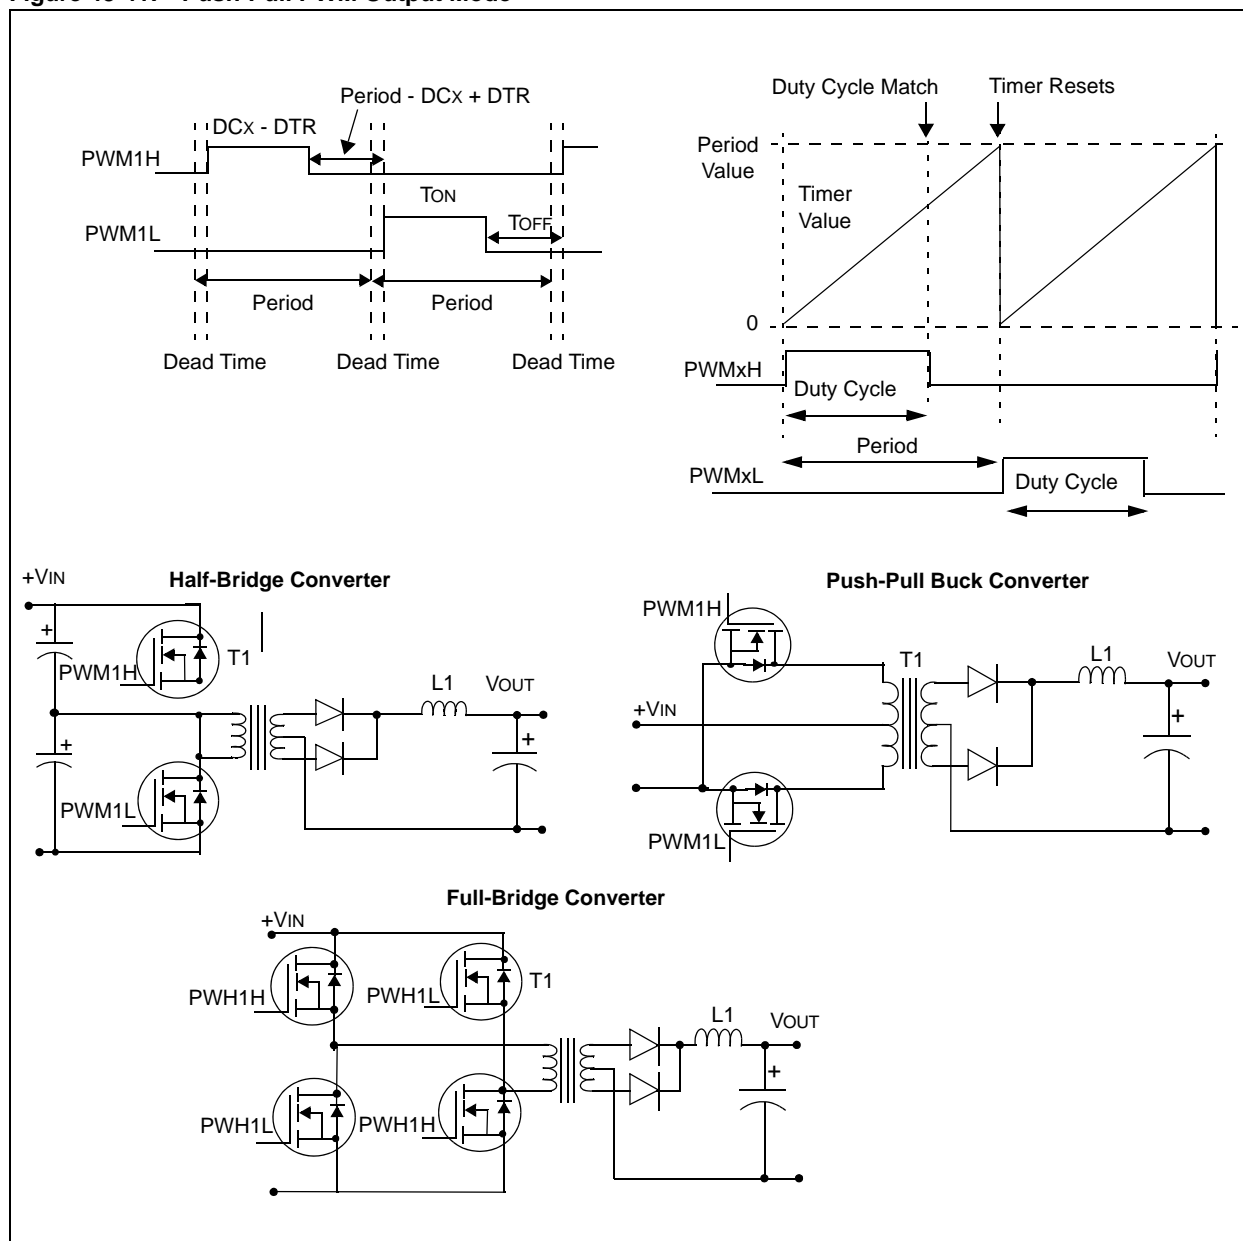 Figure 43-11: Push-Pull PWM Output Mode
Period - DCX + DTR
DCX - DTR
PWM1H
TON
TOFF
PWM1L
Period
Period
Dead Time
Dead Time
Dead Time
Duty Cycle Match
Timer Resets
Period
Value
Timer
Value
0
PWMxH
Duty Cycle
Period
PWMxL
Duty Cycle
Half-Bridge Converter
+VIN
+
T1
PWM1H
L1
VOUT
+
+
PWM1L
Push-Pull Buck Converter
PWM1H
T1
L1
VOUT
+VIN
+
PWM1L
Full-Bridge Converter
+VIN
T1
PWH1H
PWH1L
L1
VOUT
+
PWH1L
PWH1H